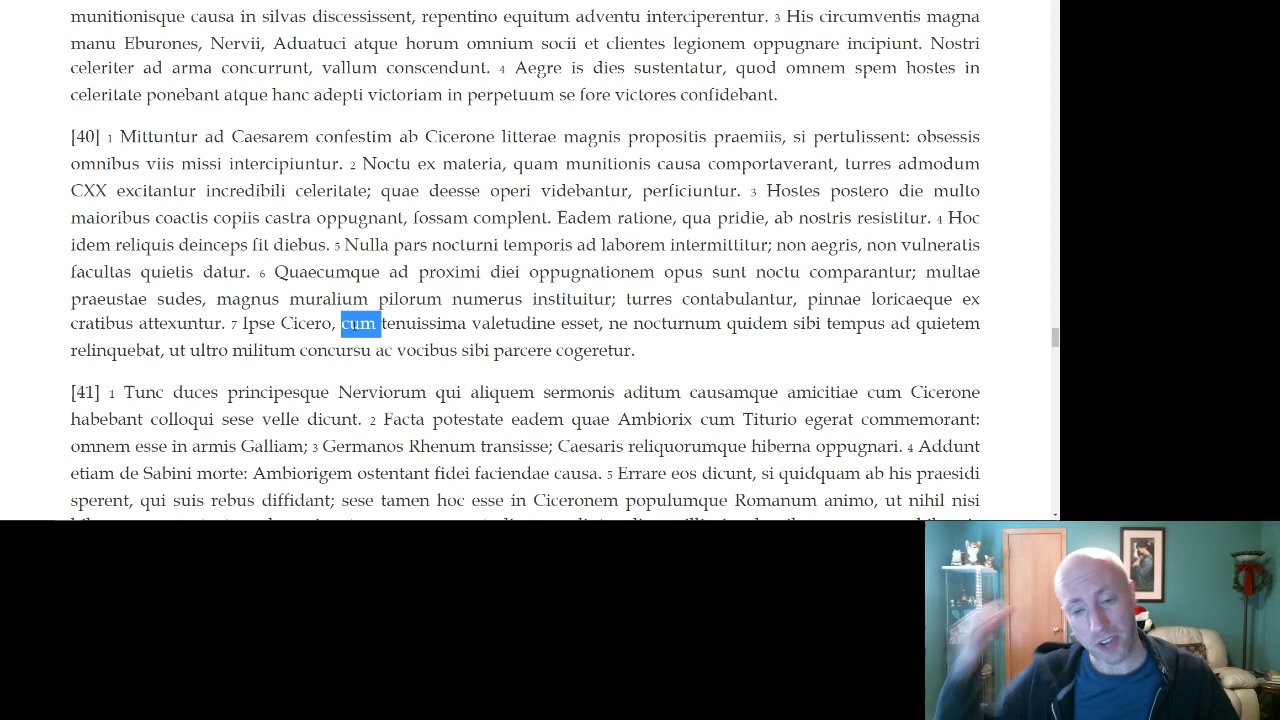 munitionisque causa in silvas discessissent, repentino equitum adventu interciperentur. 3 His circumventis magna
manu Eburones, Nervii, Aduatuci atque horum omnium socii et clientes legionem oppugnare incipiunt. Nostri
celeriter ad arma concurrunt, vallum conscendunt. 4 Aegre is dies sustentatur, quod omnem spem hostes in
celeritate ponebant atque hanc adepti victoriam in perpetuum se fore victores confidebant.
[40] 1 Mittuntur ad Caesarem confestim ab Cicerone litterae magnis propositis praemiis, si pertulissent: obsessis
omnibus viis missi intercipiuntur. 2 Noctu ex materia, quam munitionis causa comportaverant, turres admodum
CXX excitantur incredibili celeritate; quae deesse operi videbantur, perficiuntur. 3 Hostes postero die multo
maioribus coactis copiis castra oppugnant, fossam complent. Eadem ratione, qua pridie, ab nostris resistitur. 4 Hoc
idem reliquis deinceps fit diebus. 5 Nulla pars nocturni temporis ad laborem intermittitur; non aegris, non vulneratis
facultas quietis datur. 6 Quaecumque ad proximi diei oppugnationem opus sunt noctu comparantur; multae
praeustae sudes, magnus muralium pilorum numerus instituitur; turres contabulantur, pinnae loricaeque ex
cratibus attexuntur. 7 Ipse Cicero, cum tenuissima valetudine esset, ne nocturnum quidem sibi tempus ad quietem
relinquebat, ut ultro militum concursu ac vocibus sibi parcere cogeretur.
[41] 1 Tunc duces principesque Nerviorum qui aliquem sermonis aditum causamque amicitiae cum Cicerone
habebant colloqui sese velle dicunt. 2 Facta potestate eadem quae Ambiorix cum Titurio egerat commemorant:
omnem esse in armis Galliam; 3 Germanos Rhenum transisse; Caesaris reliquorumque hiberna oppugnari. 4 Addunt
etiam de Sabini morte: Ambiorigem ostentant fidei faciendae causa. 5 Errare eos dicunt, si quidquam ab his praesidi
sperent, qui suis rebus diffidant; sese tamen hoc esse in Ciceronem populumque Romanum animo, ut nihil nisi